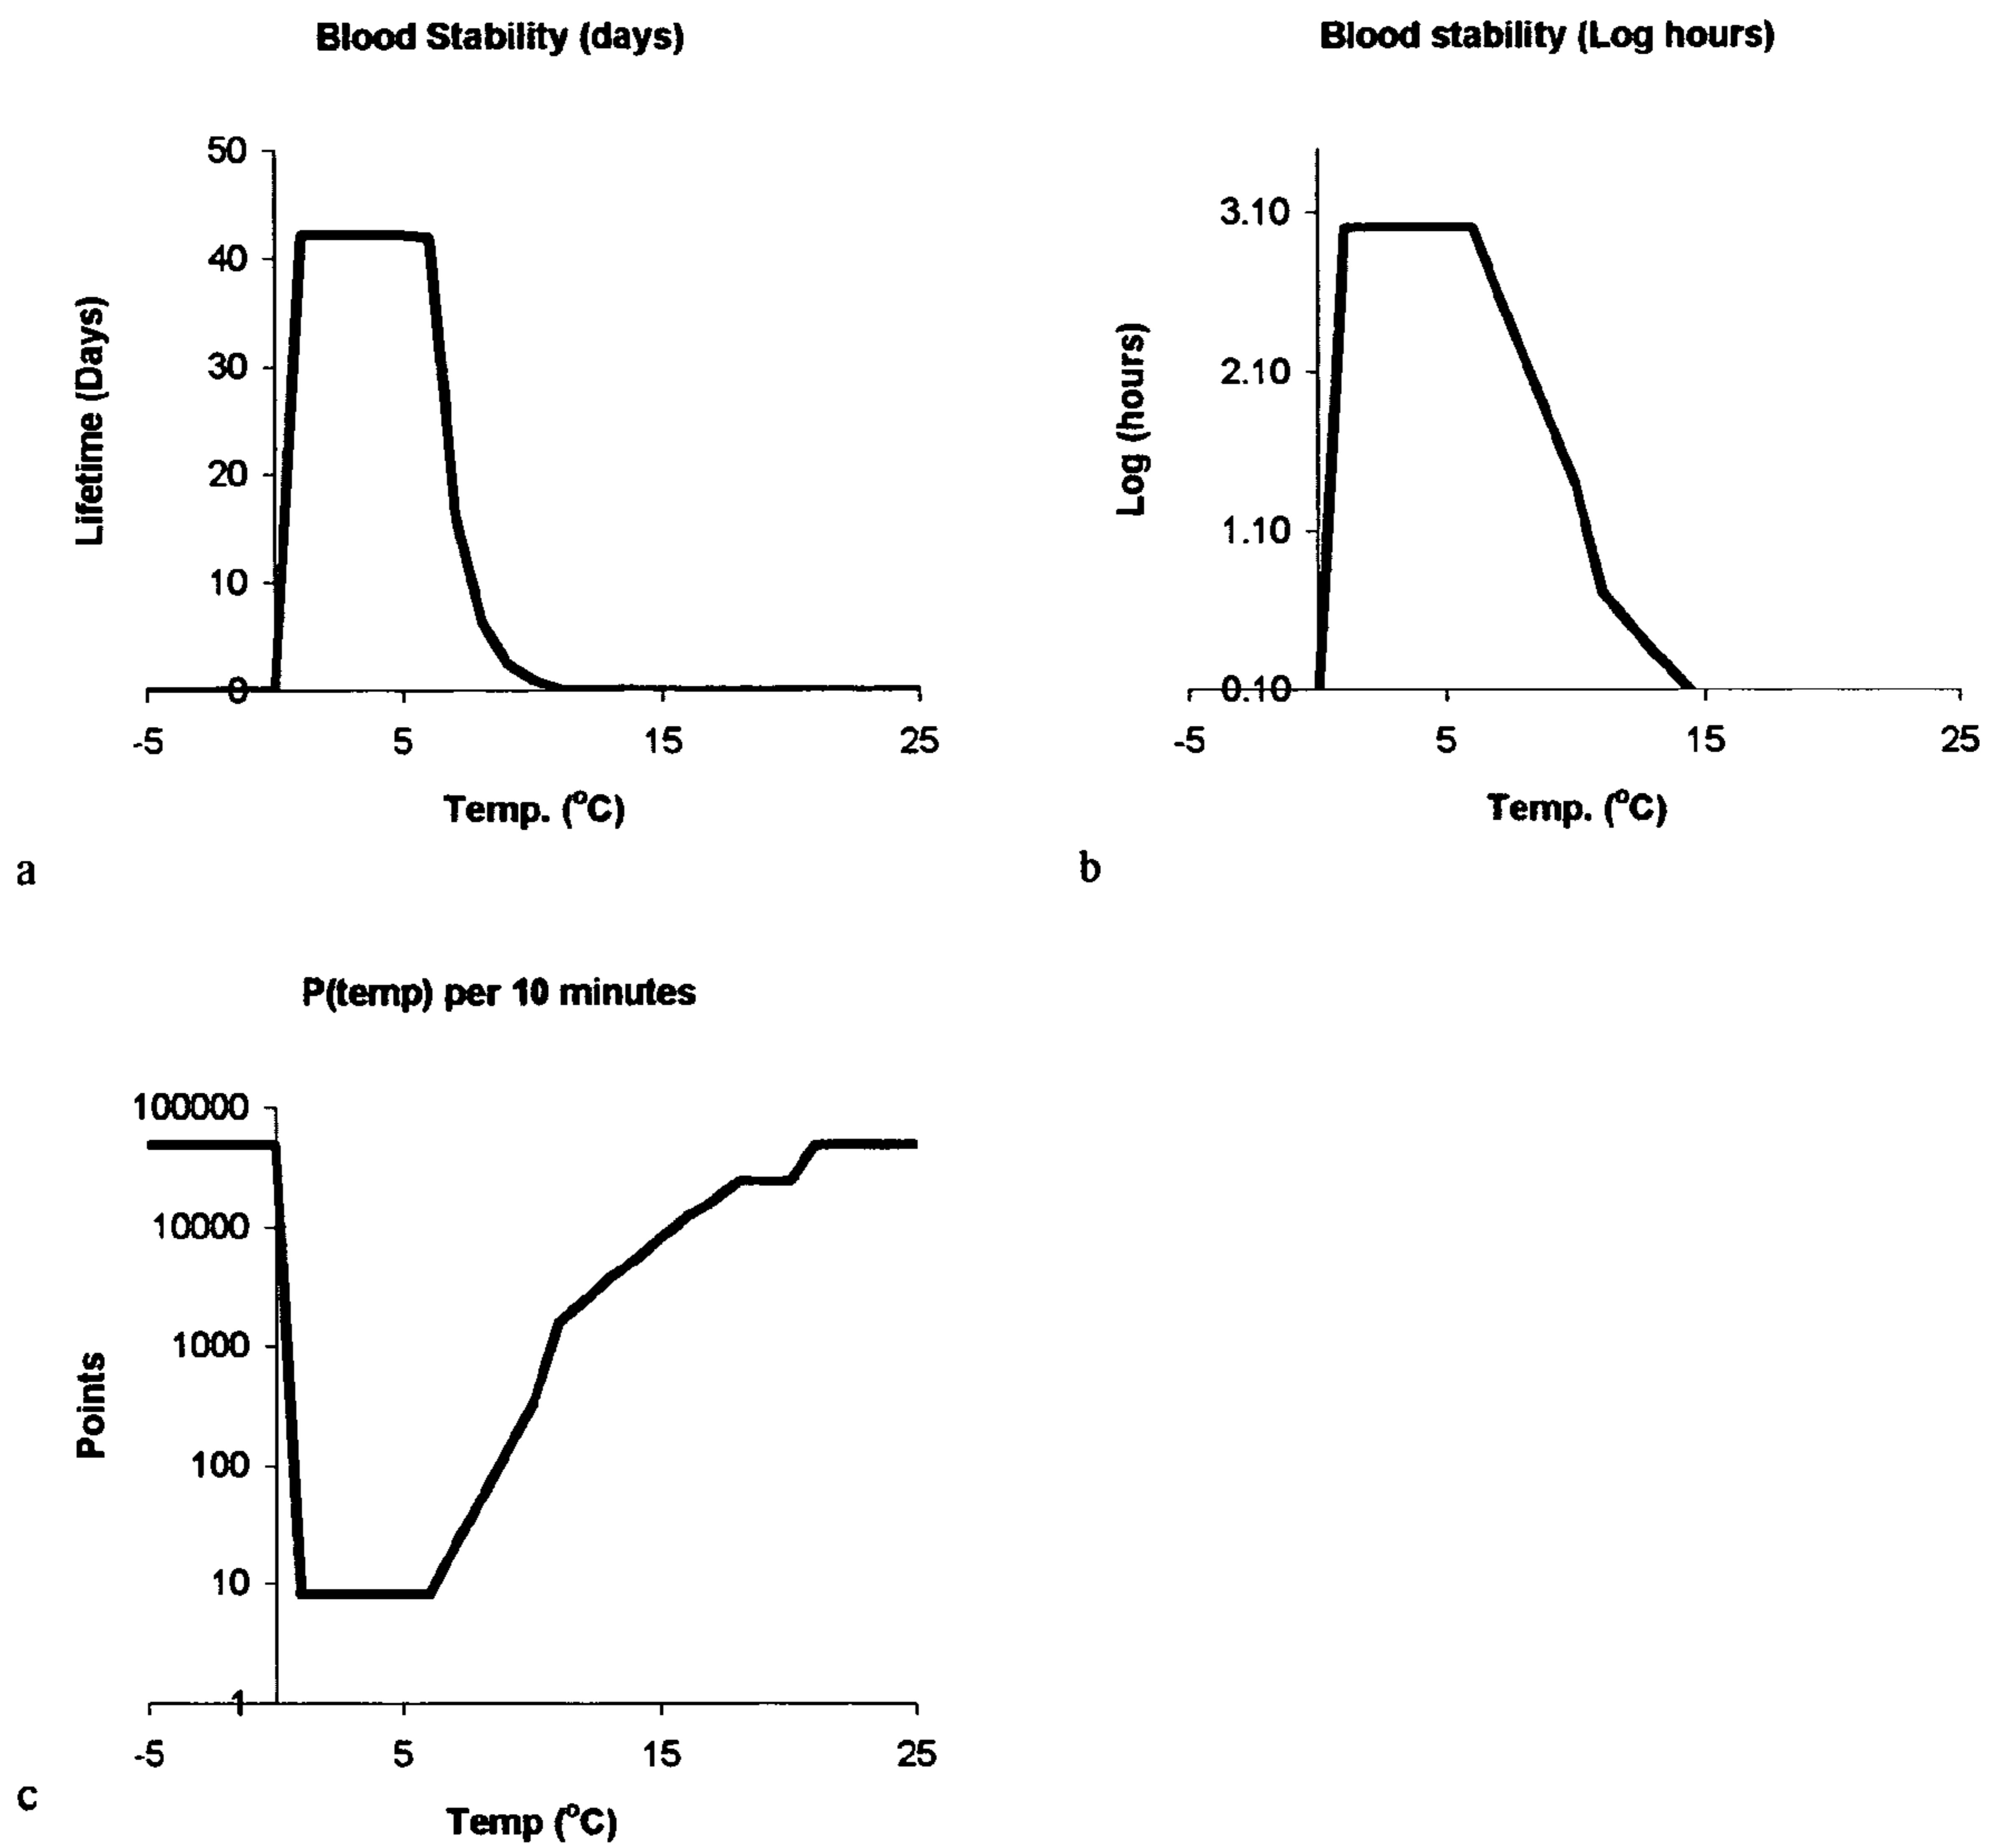 Blood Stability (days)
50
40
30
20
10
0
-5 5 15 25
Lifetime (Days)
Temp. (°C)
a
Blood stability (Log hours)
3.10
2.10
1.10
0.10
-5 5 15 25
Log (hours)
Temp. (°C)
b
P(temp) per 10 minutes
100000
10000
1000
100
10
1
-5 5 15 25
Points
Temp (°C)
c